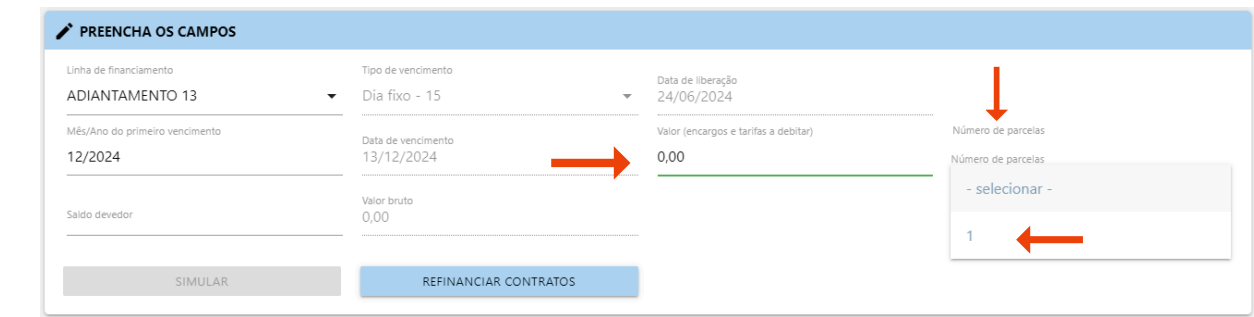 PREENCHA OS CAMPOS
Linha de financiamento
ADIANTAMENTO 13
Tipo de vencimento
Dia fixo - 15
Data de liberação
24/06/2024
Mês/Ano do primeiro vencimento
12/2024
Data de vencimento
13/12/2024
Valor (encargos e tarifas a debitar)
0,00
Número de parcelas
Número de parcelas
- selecionar -
1
Saldo devedor
Valor bruto
0,00
SIMULAR
REFINANCIAR CONTRATOS